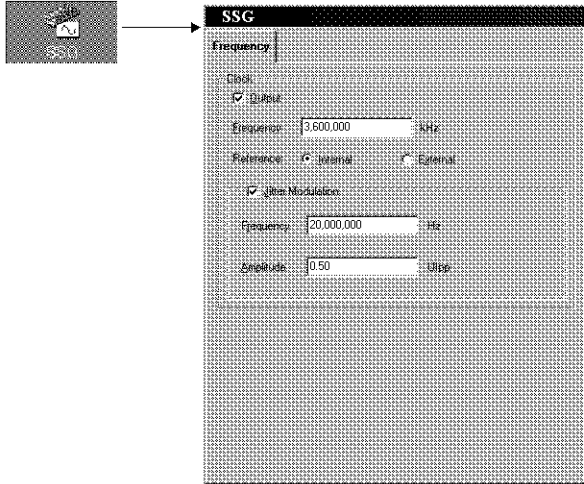 SSG
SSG
Frequency
Clock
Output
Frequency 3,600,000 kHz
Reference: Internal External
Jitter Modulation
Frequency 20,000,000 Hz
Amplitude 0.50 UIpp